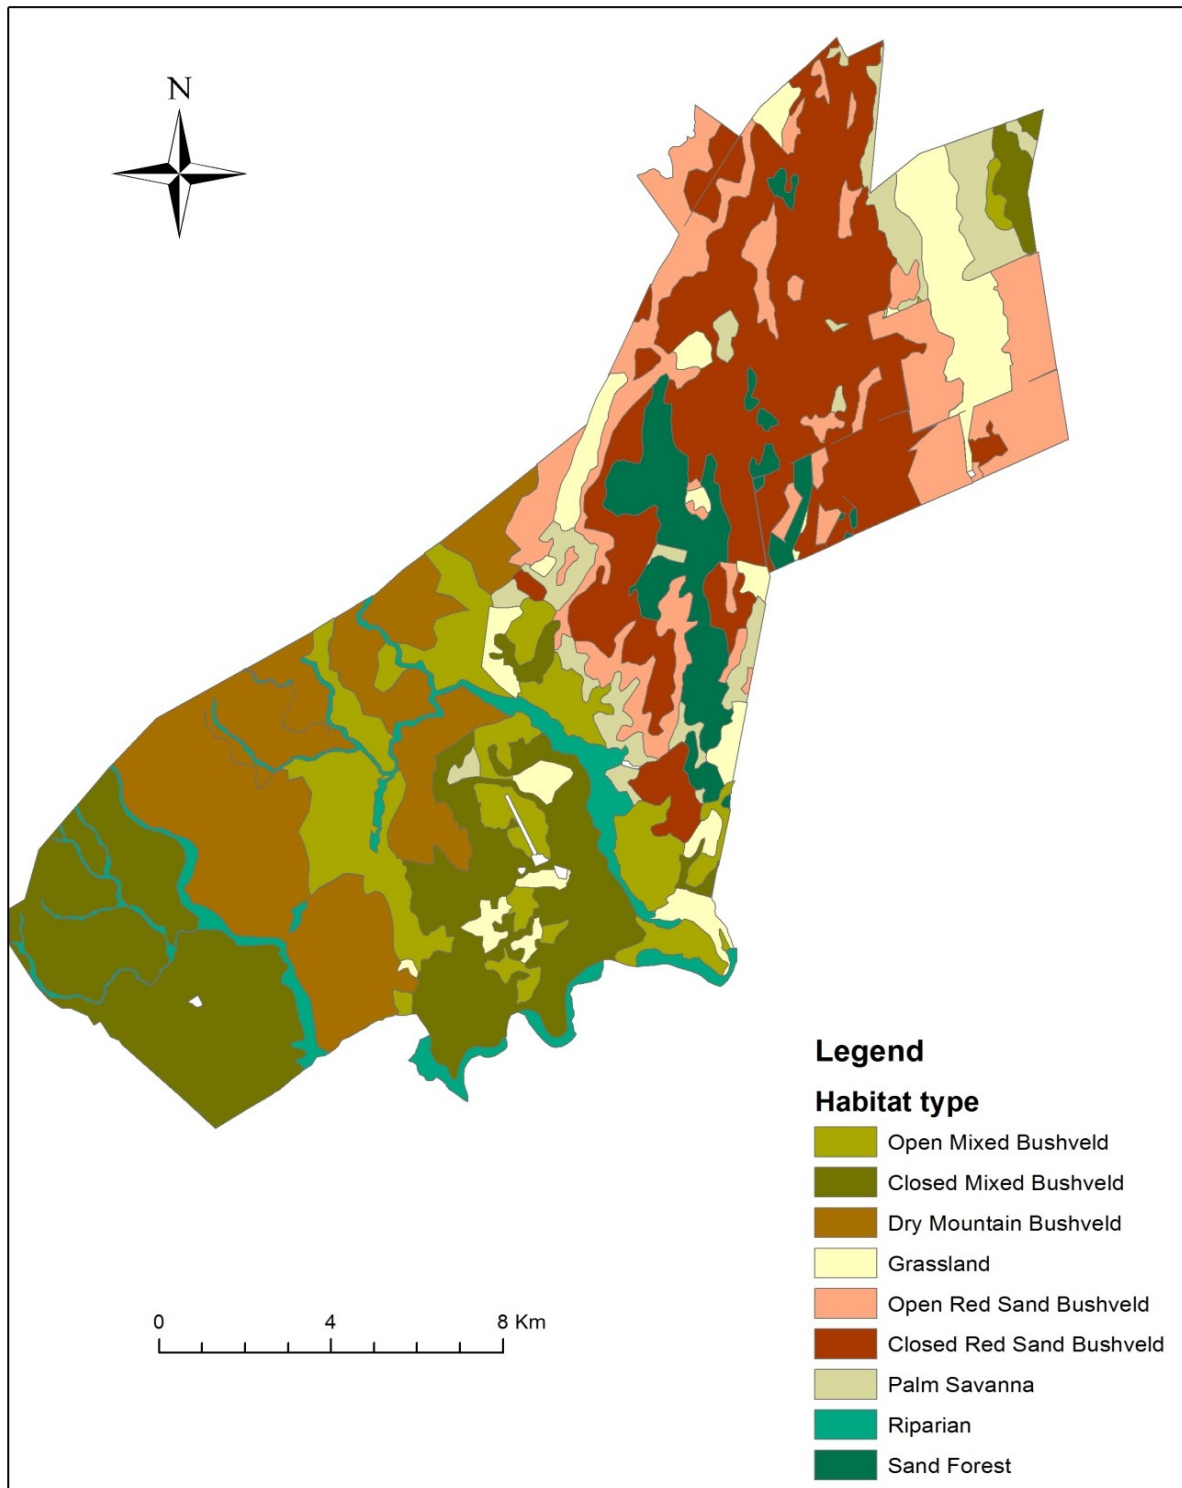 N
Legend
Habitat type
Open Mixed Bushveld
Closed Mixed Bushveld
Dry Mountain Bushveld
Grassland
Open Red Sand Bushveld
Closed Red Sand Bushveld
Palm Savanna
Riparian
Sand Forest
0 4 8 Km